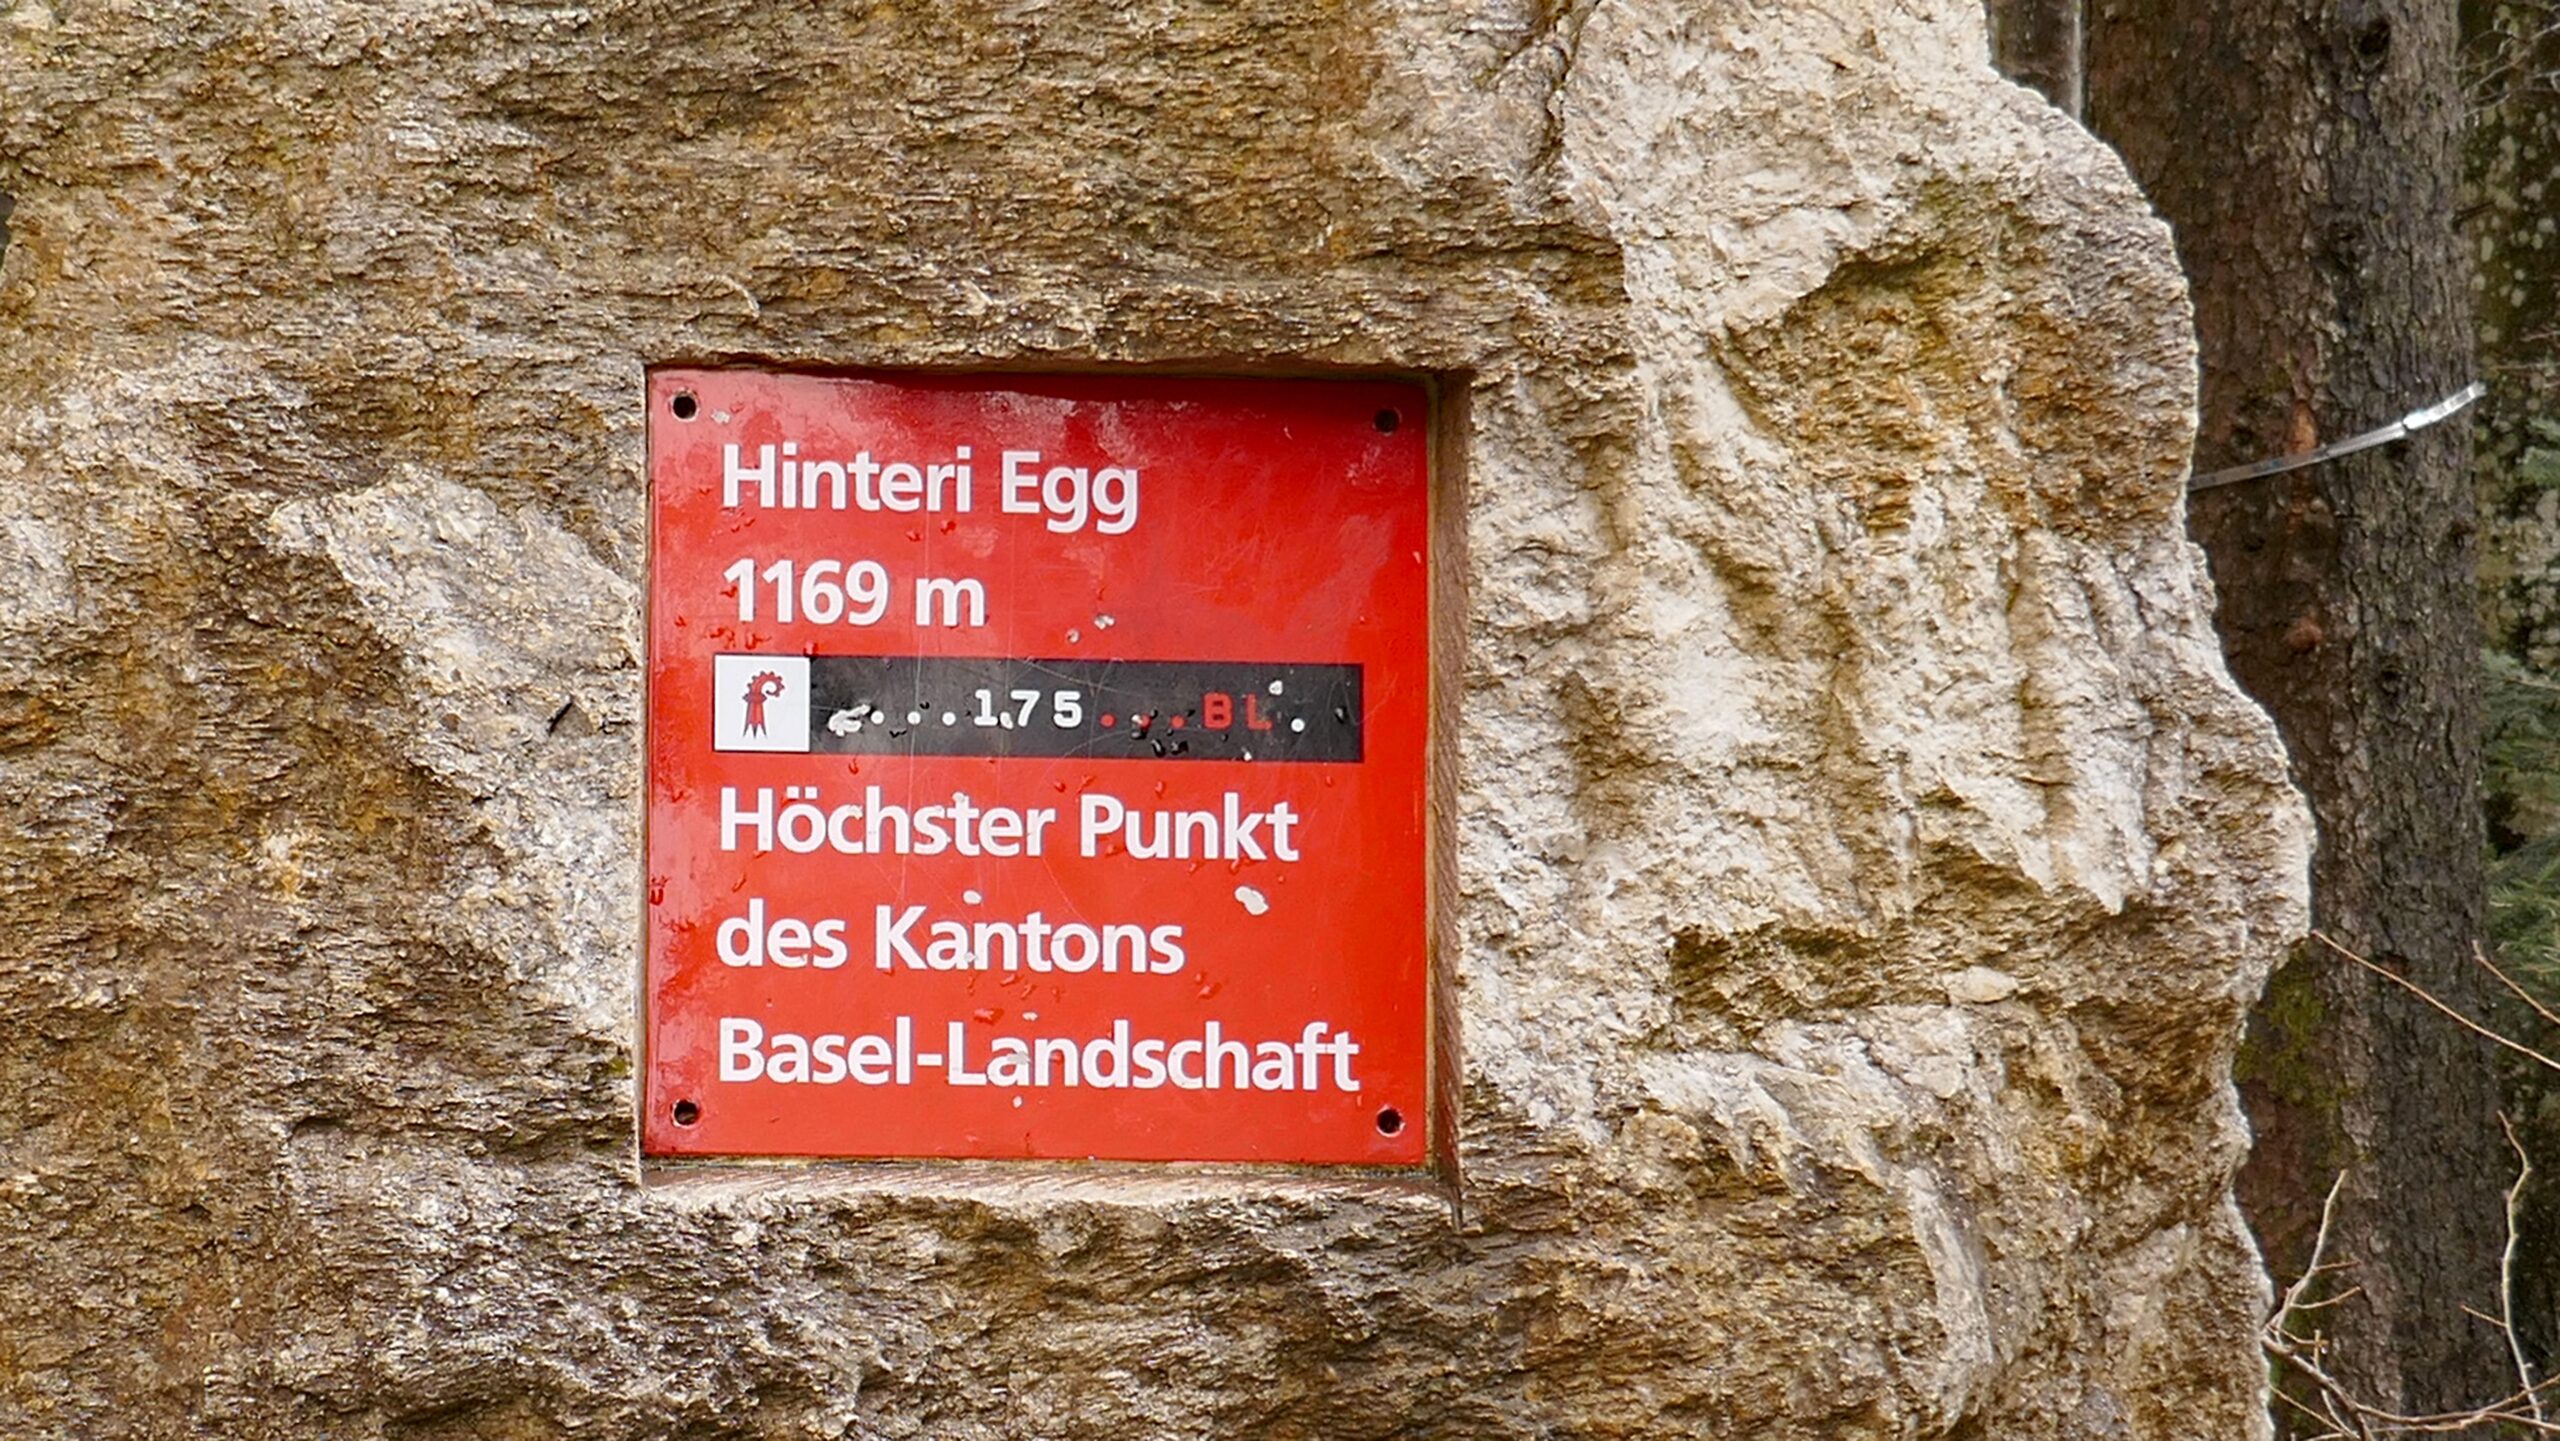 Hinteri Egg
1169 m
....175...BL.
Höchster Punkt
des Kantons
Basel-Landschaft